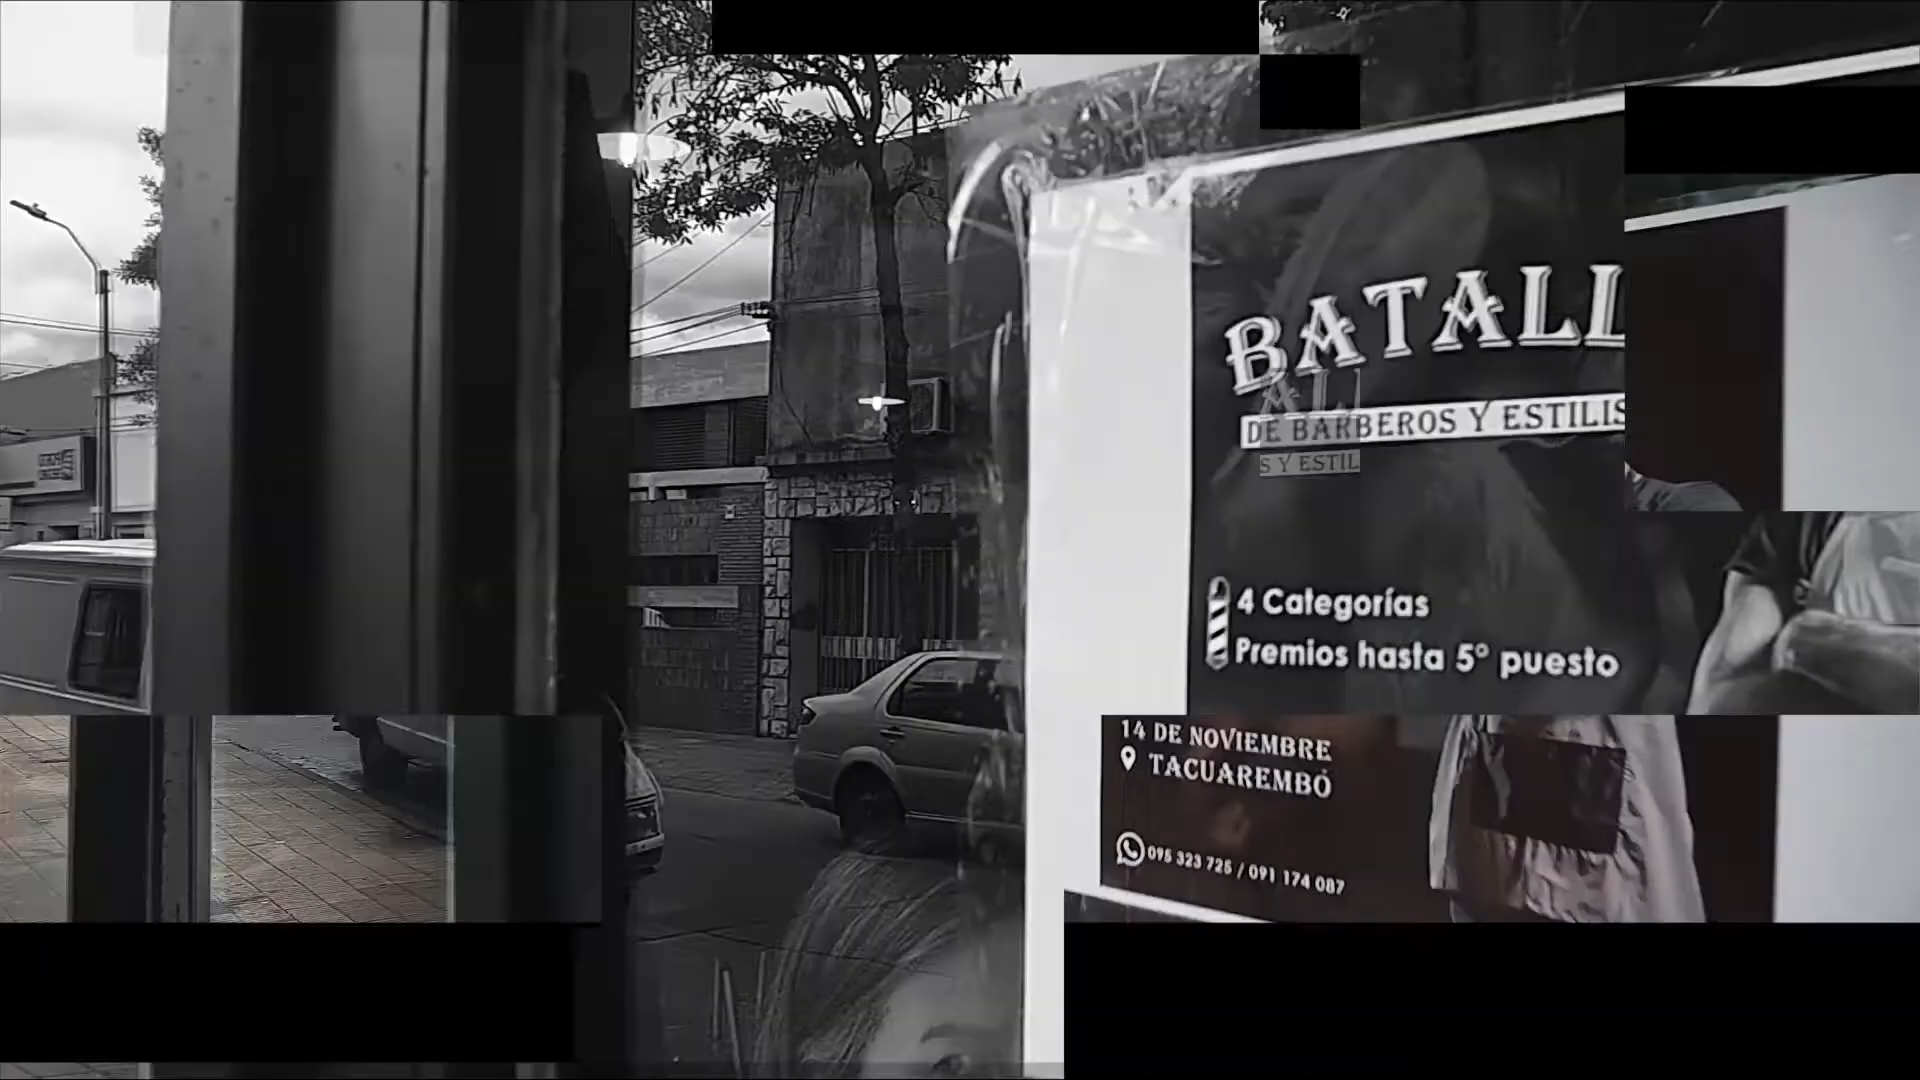 BATALL
DE BARBEROS Y ESTILIS
ALL
S Y ESTIL
4 Categorías
Premios hasta 5° puesto
14 DE NOVIEMBRE
TACUAREMBÓ
095 323 725 / 091 174 087